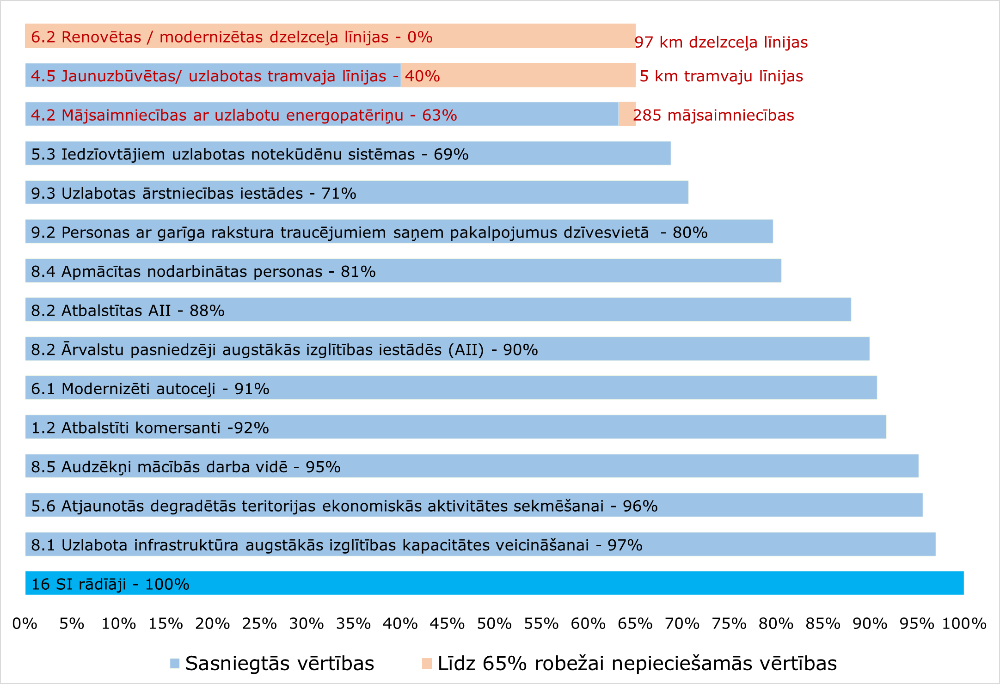 6.2 Renovētas / modernizētas dzelzceļa līnijas - 0%
97 km dzelzceļa līnijas
4.5 Jaunuzbūvētas/ uzlabotas tramvaja līnijas - 40%
5 km tramvaju līnijas
4.2 Mājsaimniecības ar uzlabotu energopatēriņu - 63%
285 mājsaimniecības
5.3 Iedzīovtājiem uzlabotas notekūdēnu sistēmas - 69%
9.3 Uzlabotas ārstniecības iestādes - 71%
9.2 Personas ar garīga rakstura traucējumiem saņem pakalpojumus dzīvesvietā - 80%
8.4 Apmācītas nodarbinātas personas - 81%
8.2 Atbalstītas AII - 88%
8.2 Ārvalstu pasniedzēji augstākās izglītības iestādēs (AII) - 90%
6.1 Modernizēti autoceļi - 91%
1.2 Atbalstīti komersanti -92%
8.5 Audzēkņi mācībās darba vidē - 95%
5.6 Atjaunotās degradētās teritorijas ekonomiskās aktivitātes sekmēšanai - 96%
8.1 Uzlabota infrastruktūra augstākās izglītības kapacitātes veicināšanai - 97%
16 SI rādīāji - 100%
0% 5% 10% 15% 20% 25% 30% 35% 40% 45% 50% 55% 60% 65% 70% 75% 80% 85% 90% 95% 100%
Sasniegtās vērtības
Līdz 65% robežai nepieciešamās vērtības